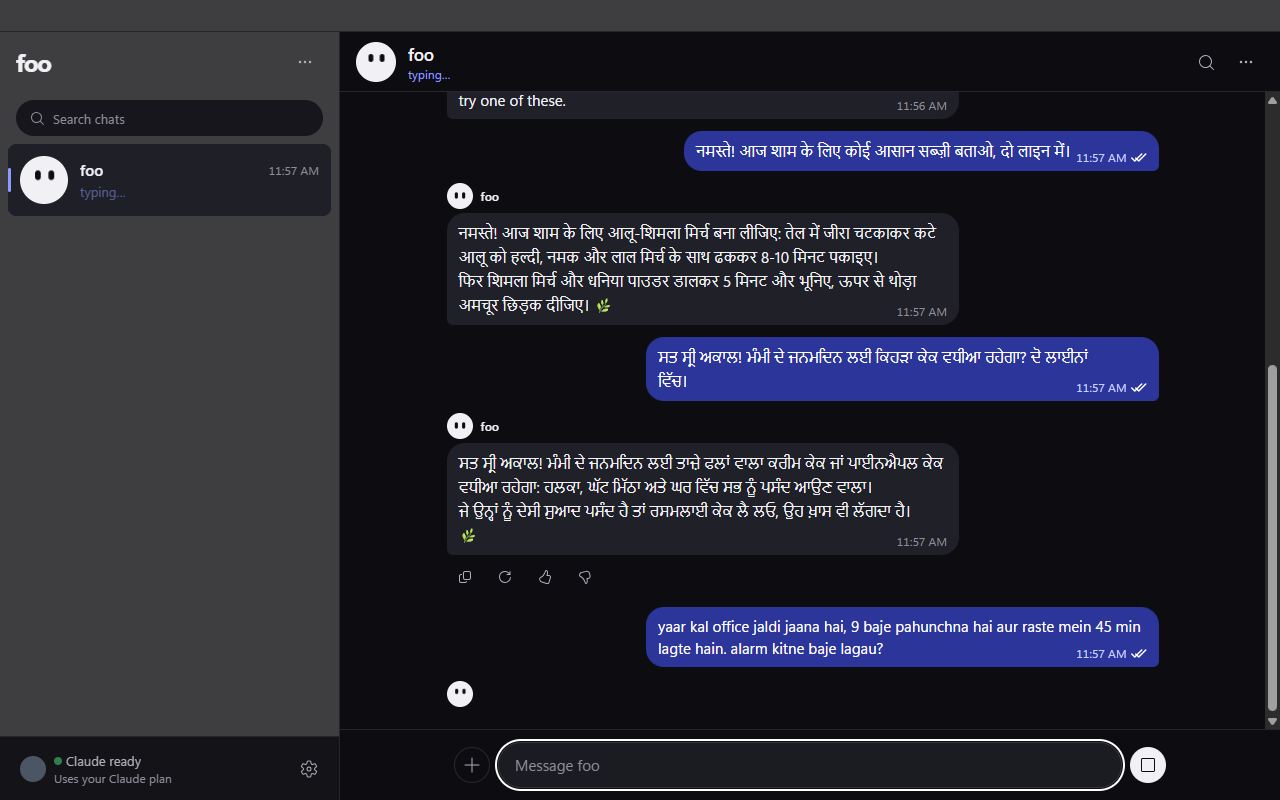 foo
Search chats
foo
11:57 AM
typing...
Claude ready
Uses your Claude plan
foo
typing...
try one of these.
11:56 AM
नमस्ते! आज शाम के लिए कोई आसान सब्ज़ी बताओ, दो लाइन में।
11:57 AM
foo
नमस्ते! आज शाम के लिए आलू-शिमला मिर्च बना लीजिए: तेल में जीरा चटकाकर कटे
आलू को हल्दी, नमक और लाल मिर्च के साथ ढककर 8-10 मिनट पकाइए।
फिर शिमला मिर्च और धनिया पाउडर डालकर 5 मिनट और भूनिए, ऊपर से थोड़ा
अमचूर छिड़क दीजिए। 🌿
11:57 AM
ਸਤ ਸ੍ਰੀ ਅਕਾਲ! ਮੰਮੀ ਦੇ ਜਨਮਦਿਨ ਲਈ ਕਿਹੜਾ ਕੇਕ ਵਧੀਆ ਰਹੇਗਾ? ਦੋ ਲਾਈਨਾਂ
ਵਿੱਚ।
11:57 AM
foo
ਸਤ ਸ੍ਰੀ ਅਕਾਲ! ਮੰਮੀ ਦੇ ਜਨਮਦਿਨ ਲਈ ਤਾਜ਼ੇ ਫਲਾਂ ਵਾਲਾ ਕਰੀਮ ਕੇਕ ਜਾਂ ਪਾਈਨਐਪਲ ਕੇਕ
ਵਧੀਆ ਰਹੇਗਾ: ਹਲਕਾ, ਘੱਟ ਮਿੱਠਾ ਅਤੇ ਘਰ ਵਿੱਚ ਸਭ ਨੂੰ ਪਸੰਦ ਆਉਣ ਵਾਲਾ।
ਜੇ ਉਨ੍ਹਾਂ ਨੂੰ ਦੇਸੀ ਸੁਆਦ ਪਸੰਦ ਹੈ ਤਾਂ ਰਸਮਲਾਈ ਕੇਕ ਲੈ ਲਓ, ਉਹ ਖ਼ਾਸ ਵੀ ਲੱਗਦਾ ਹੈ।
🌿
11:57 AM
yaar kal office jaldi jaana hai, 9 baje pahunchna hai aur raste mein 45 min
lagte hain. alarm kitne baje lagau?
11:57 AM
Message foo